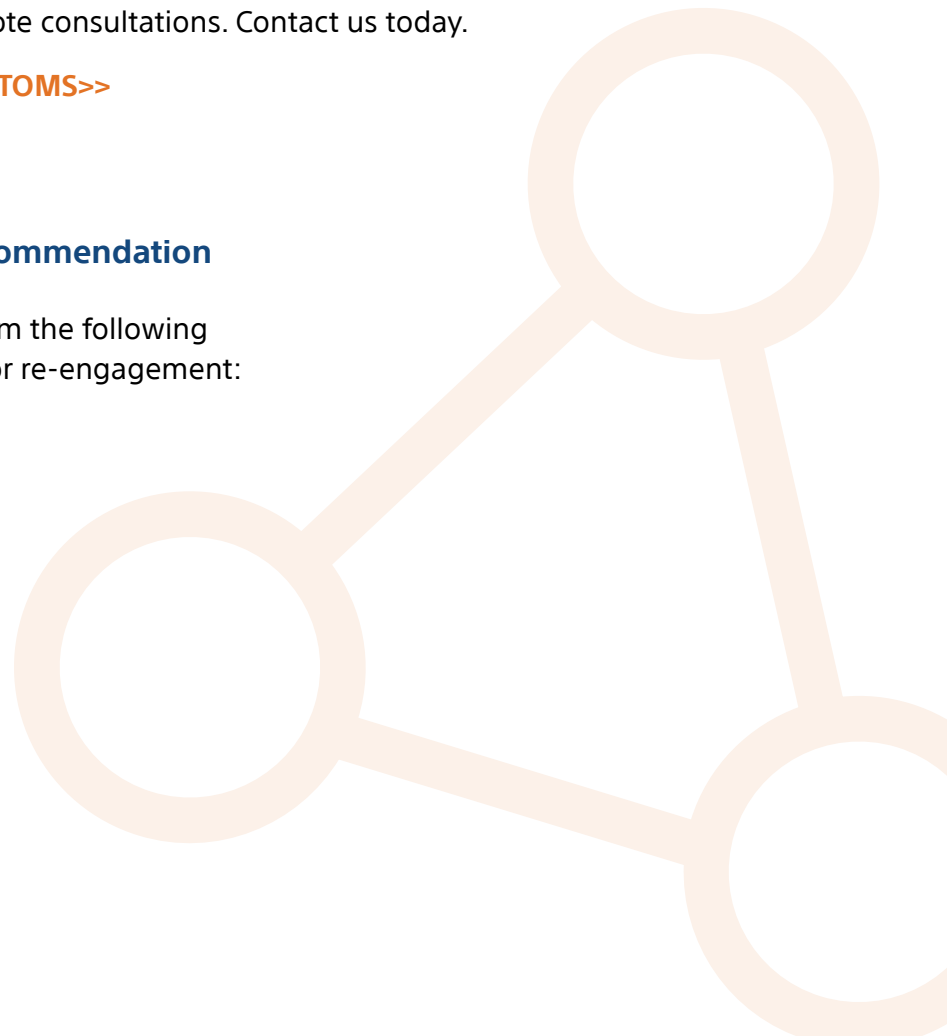 ote consultations. Contact us today.
TOMS>>
ommendation
m the following
or re-engagement: